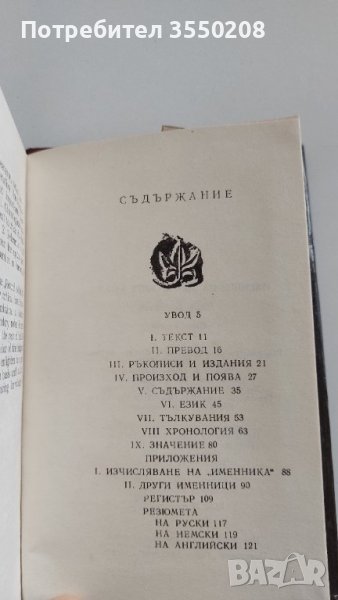 Потребител 3550208
СЪДЪРЖАНИЕ
УВОД 5
I. ТЕКСТ 11
II. ПРЕВОД 16
III. РЪКОПИСИ И ИЗДАНИЯ 21
IV. ПРОИЗХОД И ПОЯВА 27
V. СЪДЪРЖАНИЕ 35
VI. ЕЗИК 45
VII. ТЪЛКУВАНИЯ 53
VIII ХРОНОЛОГИЯ 63
IX. ЗНАЧЕНИЕ 80
ПРИЛОЖЕНИЯ
I. ИЗЧИСЛЯВАНЕ НА „ИМЕННИКА" 88
II. ДРУГИ ИМЕННИЦИ 90
РЕГИСТЪР 109
РЕЗЮМЕТА
НА РУСКИ 117
НА НЕМСКИ 119
НА АНГЛИЙСКИ 121
BAZAR